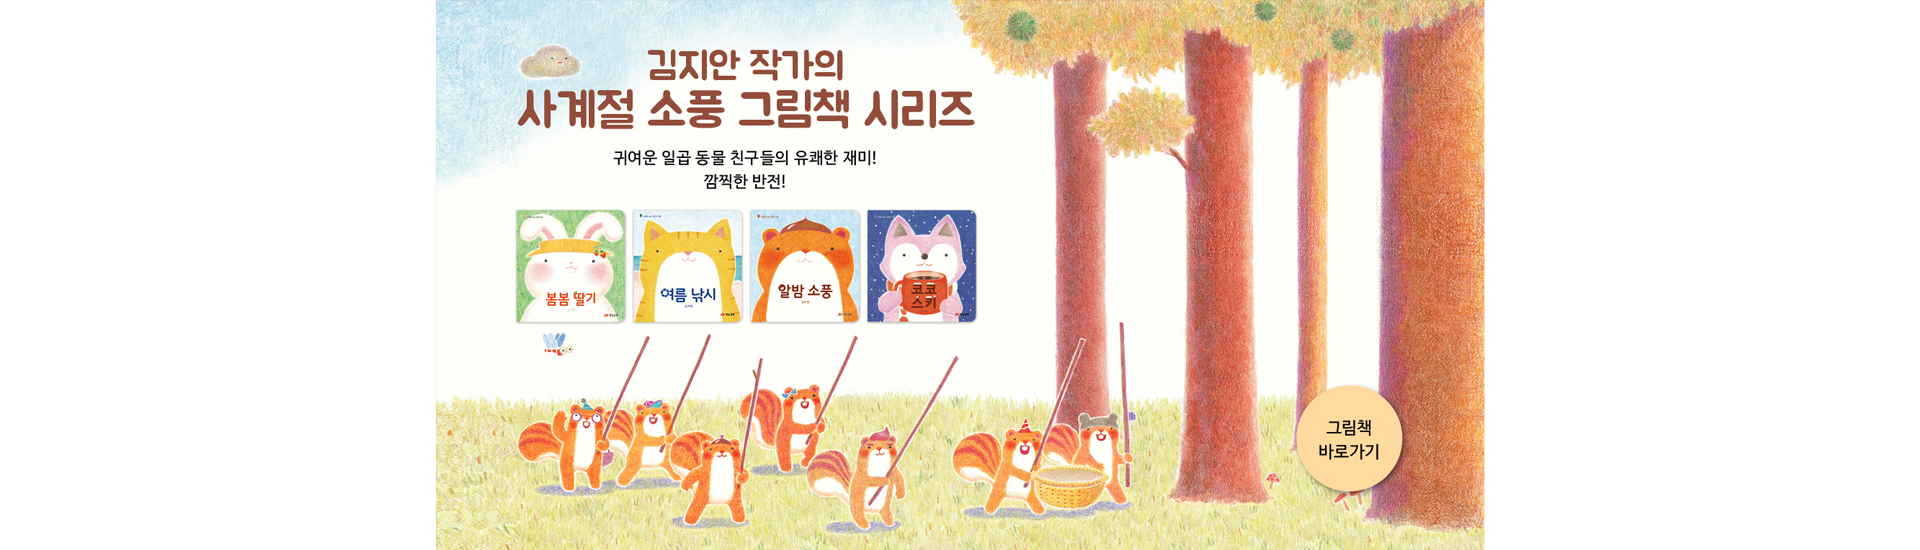 김지안 작가의
사계절 소풍 그림책 시리즈
귀여운 일곱 동물 친구들의 유쾌한 재미!
깜찍한 반전!
봄봄 딸기
여름 낚시
알밤 소풍
코코
스키
그림책
바로가기